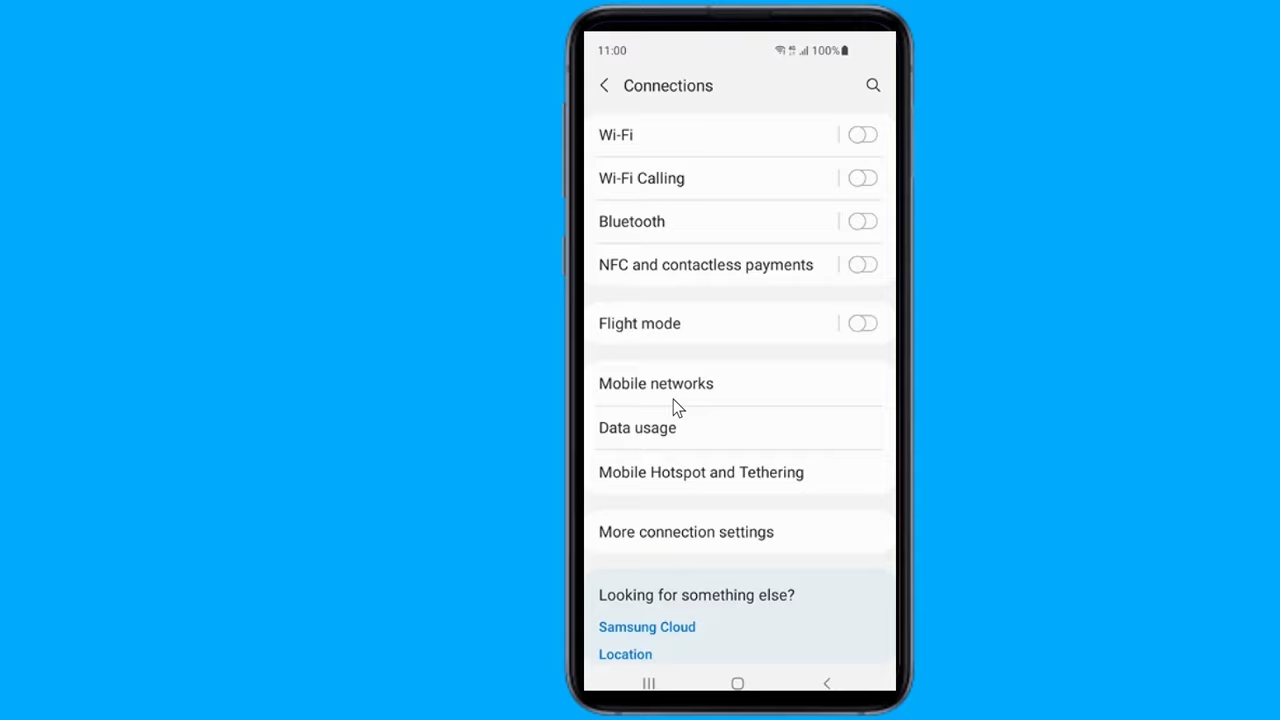 11:00 100%
Connections
Wi-Fi
Wi-Fi Calling
Bluetooth
NFC and contactless payments
Flight mode
Mobile networks
Data usage
Mobile Hotspot and Tethering
More connection settings
Looking for something else?
Samsung Cloud
Location